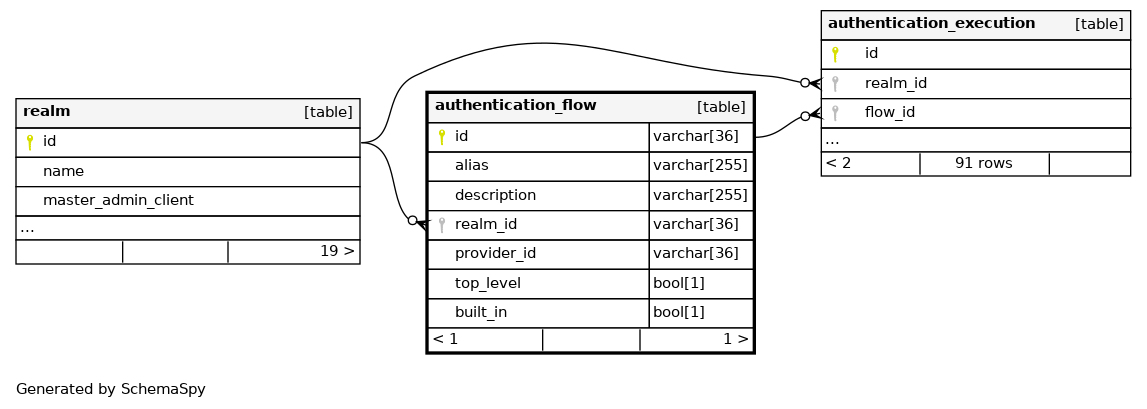 realm [table]
id
name
master_admin_client
...
19 >
authentication_flow [table]
id varchar[36]
alias varchar[255]
description varchar[255]
realm_id varchar[36]
provider_id varchar[36]
top_level bool[1]
built_in bool[1]
< 1 1 >
authentication_execution [table]
id
realm_id
flow_id
...
< 2 91 rows
Generated by SchemaSpy